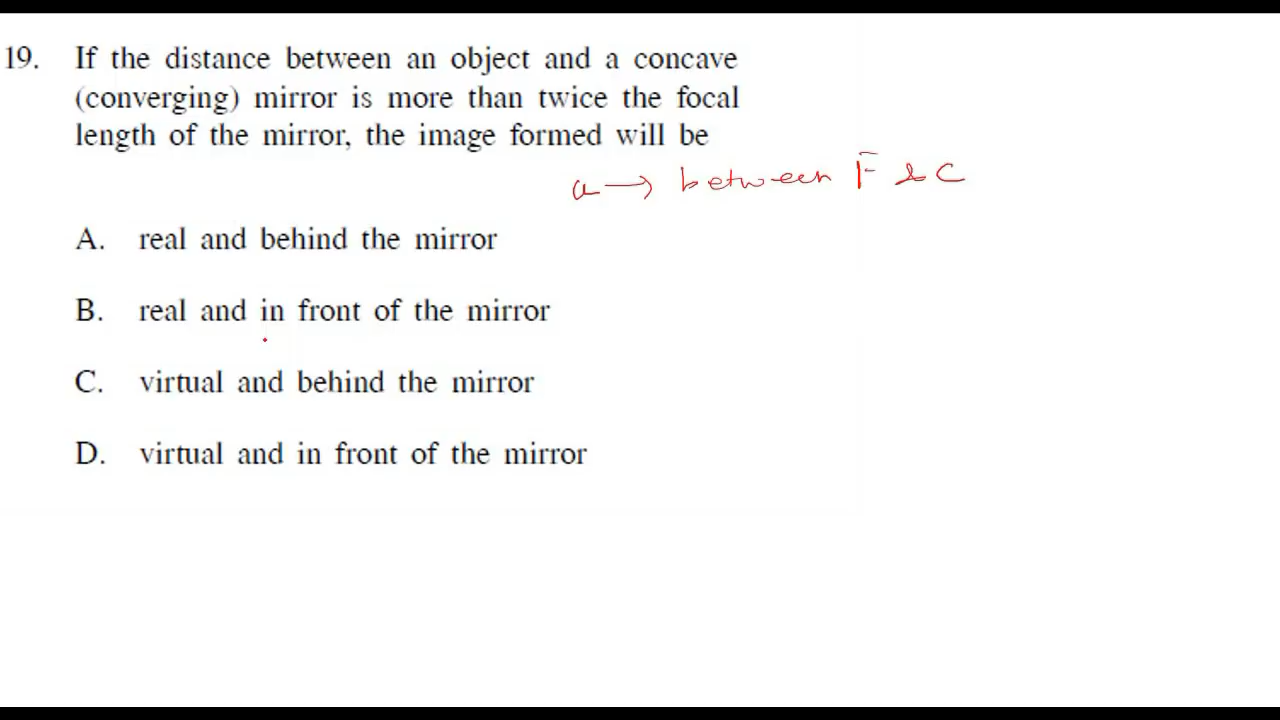 19. If the distance between an object and a concave
(converging) mirror is more than twice the focal
length of the mirror, the image formed will be
a → between F & C
A. real and behind the mirror
B. real and in front of the mirror
C. virtual and behind the mirror
D. virtual and in front of the mirror